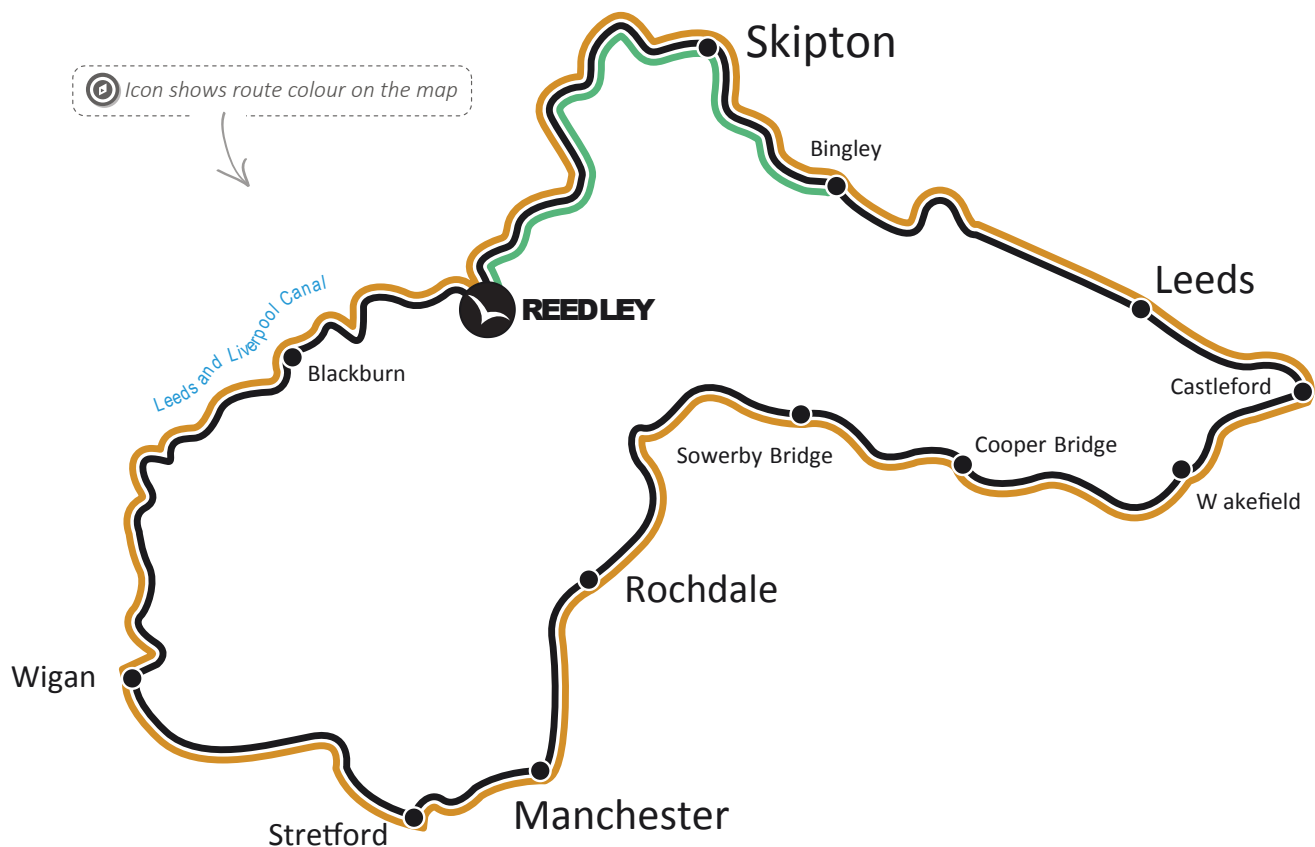 Skipton
Icon shows route colour on the map
Bingley
Leeds
Leeds and Liverpool Canal
REEDLEY
Blackburn
Castleford
Cooper Bridge
Sowerby Bridge
W akefield
Rochdale
Wigan
Manchester
Stretford